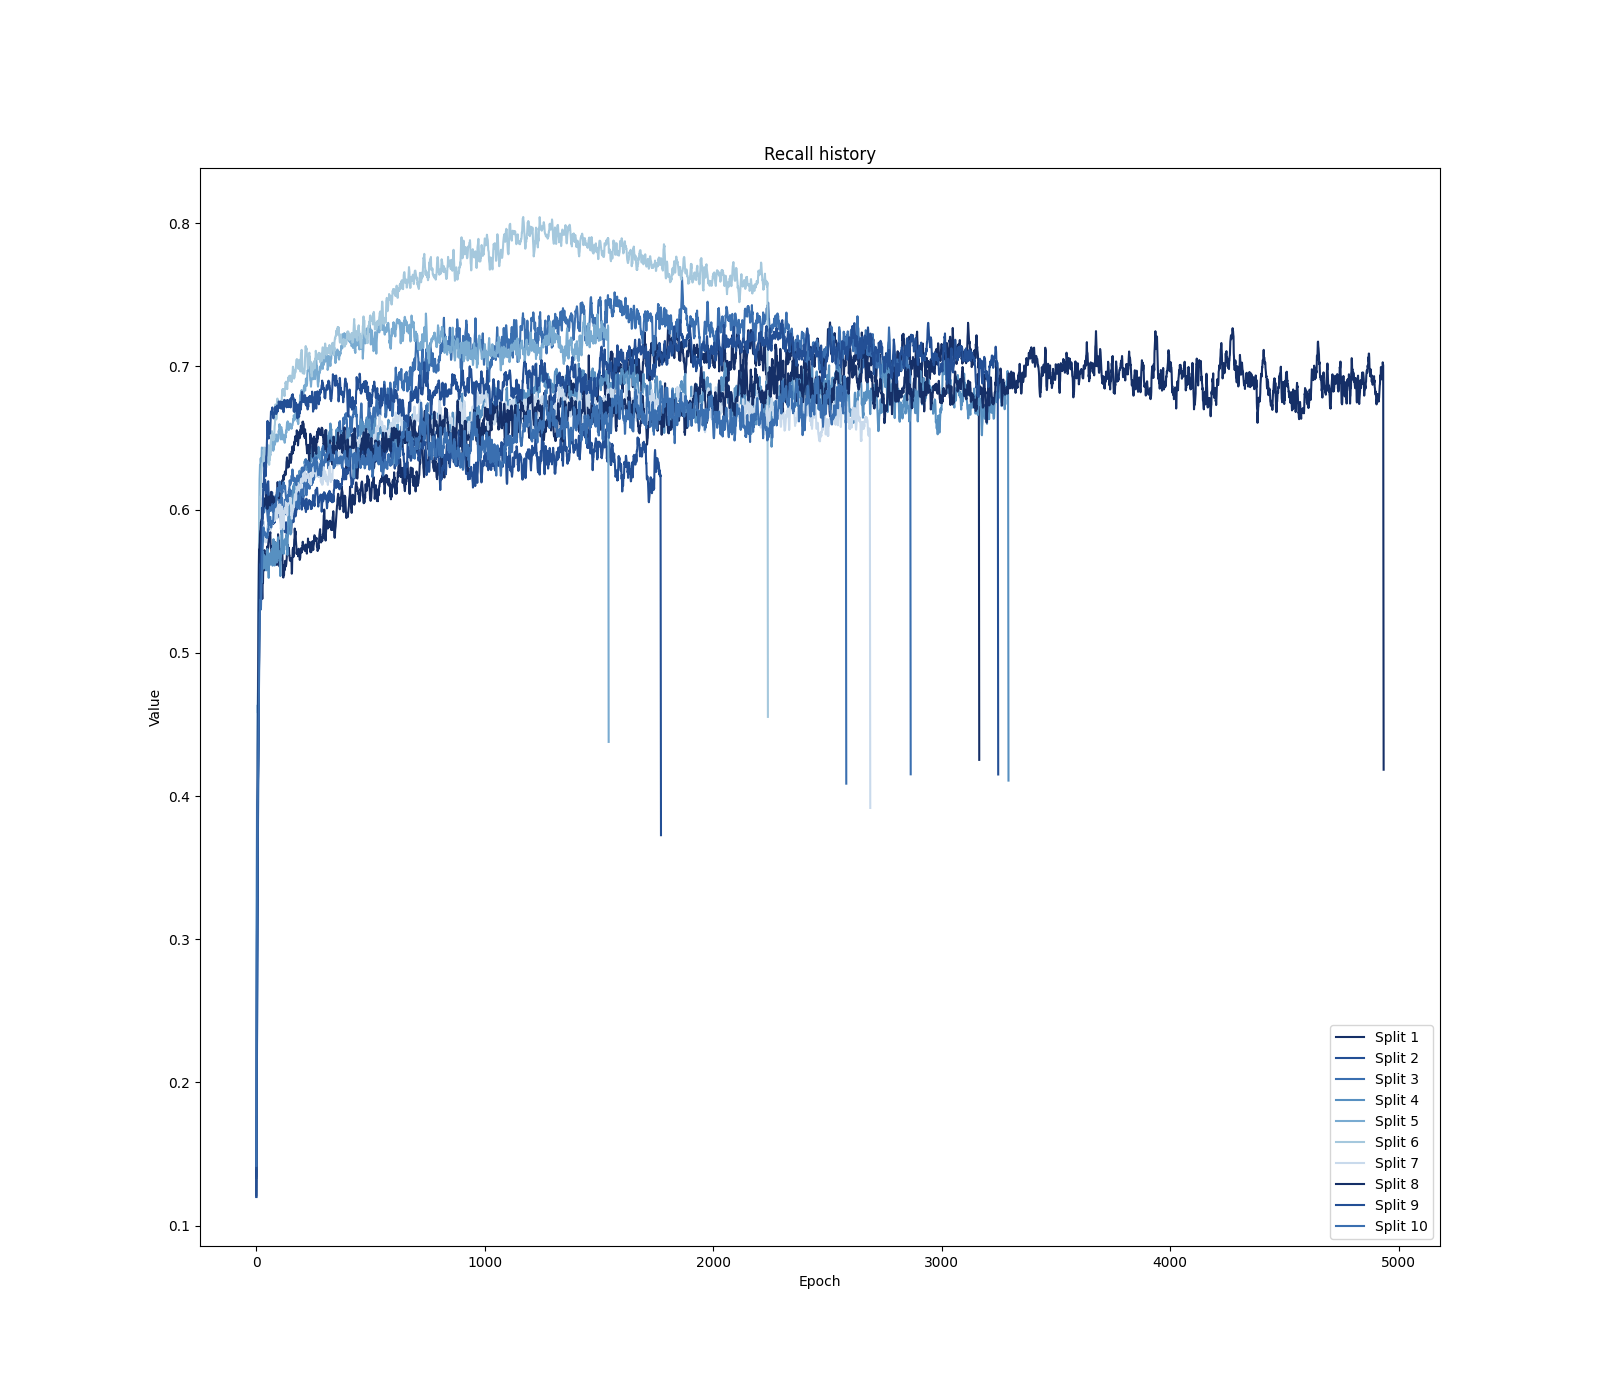 Recall history
0.8
0.7
0.6
0.5
0.4
0.3
0.2
0.1
Value
0 1000 2000 3000 4000 5000
Epoch
Split 1
Split 2
Split 3
Split 4
Split 5
Split 6
Split 7
Split 8
Split 9
Split 10